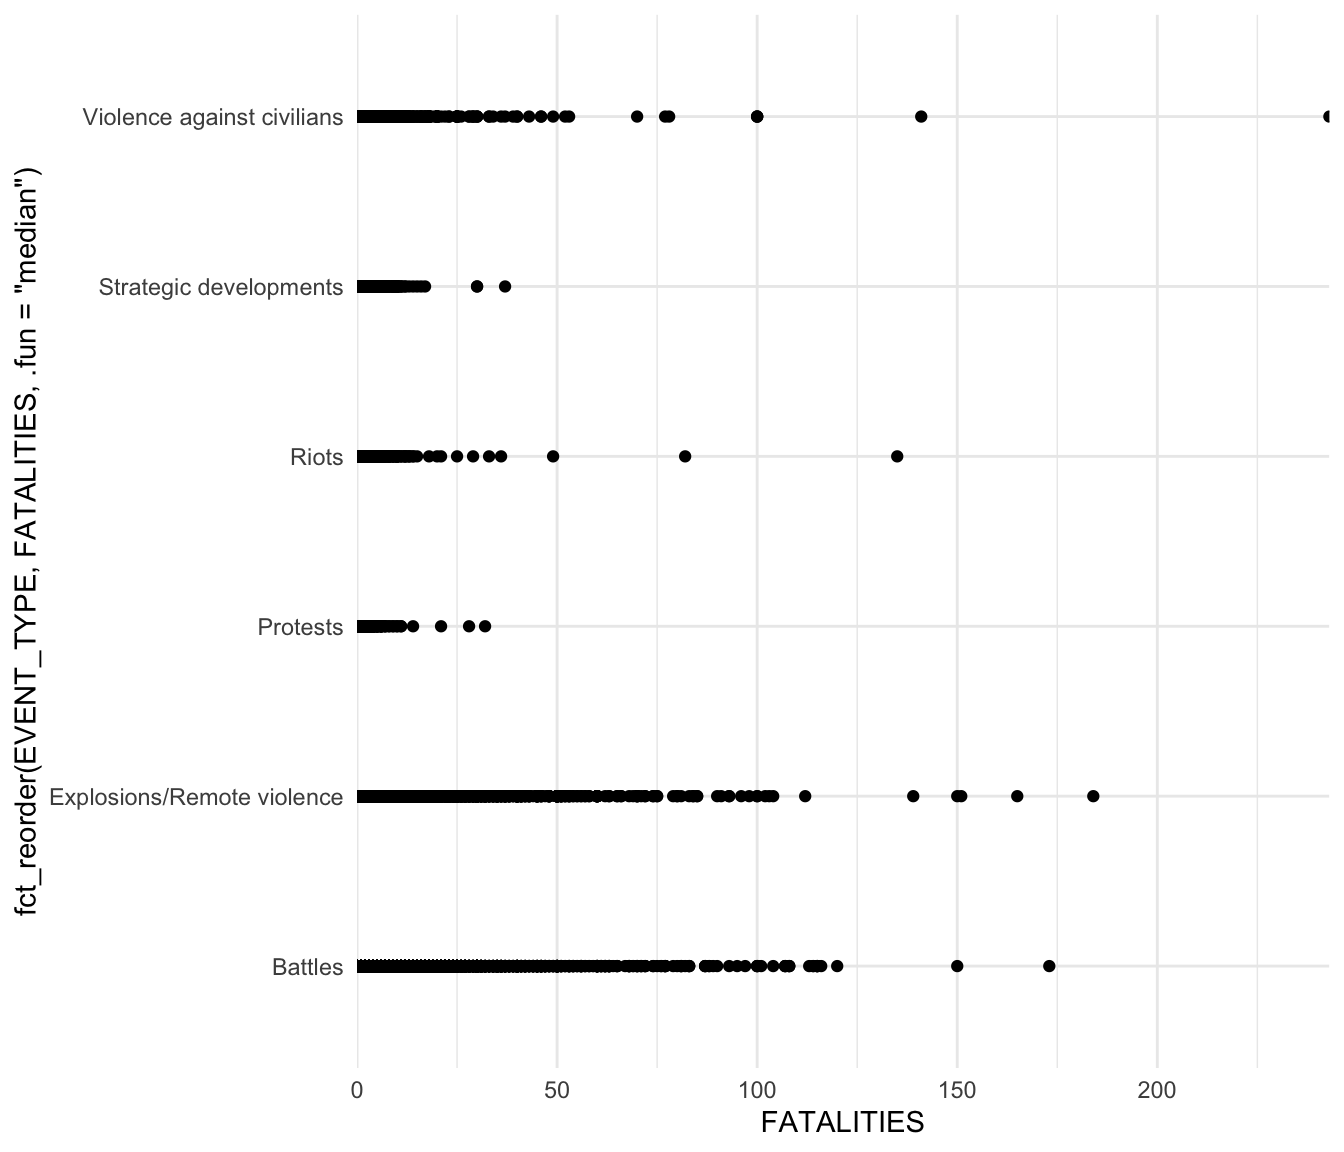 fct_reorder(EVENT_TYPE, FATALITIES, .fun = "median")
Violence against civilians
Strategic developments
Riots
Protests
Explosions/Remote violence
Battles
0 50 100 150 200
FATALITIES